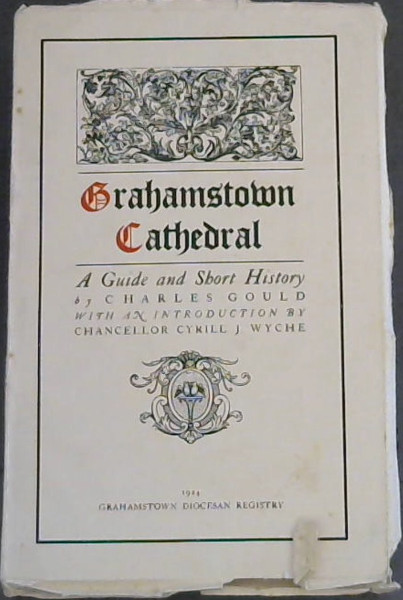 Grahamstown
Cathedral
A Guide and Short History
by CHARLES GOULD
WITH AN INTRODUCTION BY
CHANCELLOR CYRILL J WYCHE
1924
GRAHAMSTOWN DIOCESAN REGISTRY